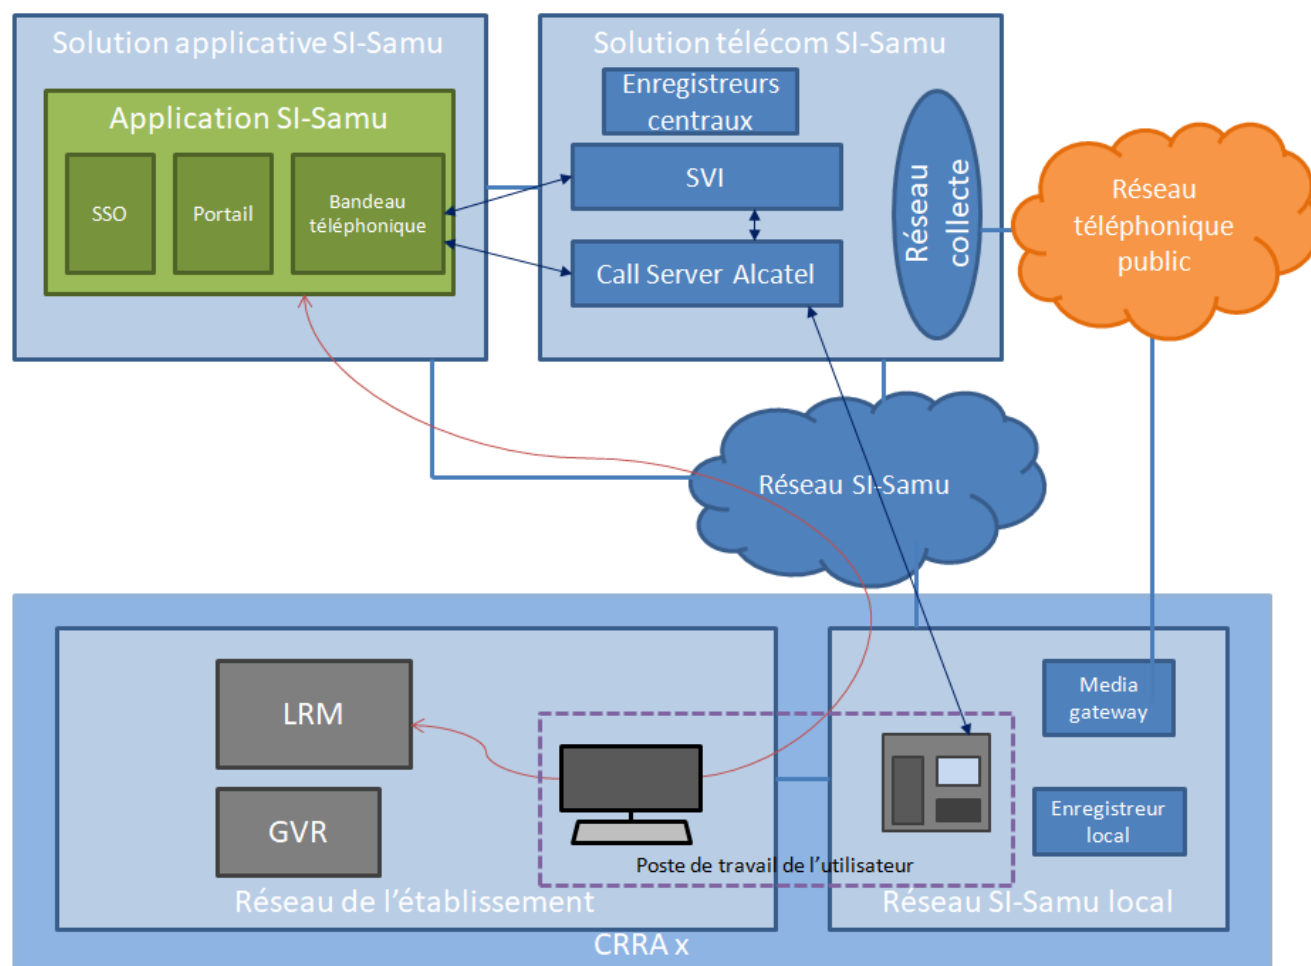 Solution applicative SI-Samu
Application SI-Samu
SSO
Portail
Bandeau
téléphonique
Solution télécom SI-Samu
Enregistreurs
centraux
SVI
Call Server Alcatel
Réseau
collecte
Réseau
téléphonique
public
Réseau SI-Samu
LRM
GVR
Poste de travail de l’utilisateur
Réseau de l’établissement
Media
gateway
Enregistreur
local
Réseau SI-Samu local
CRRA x